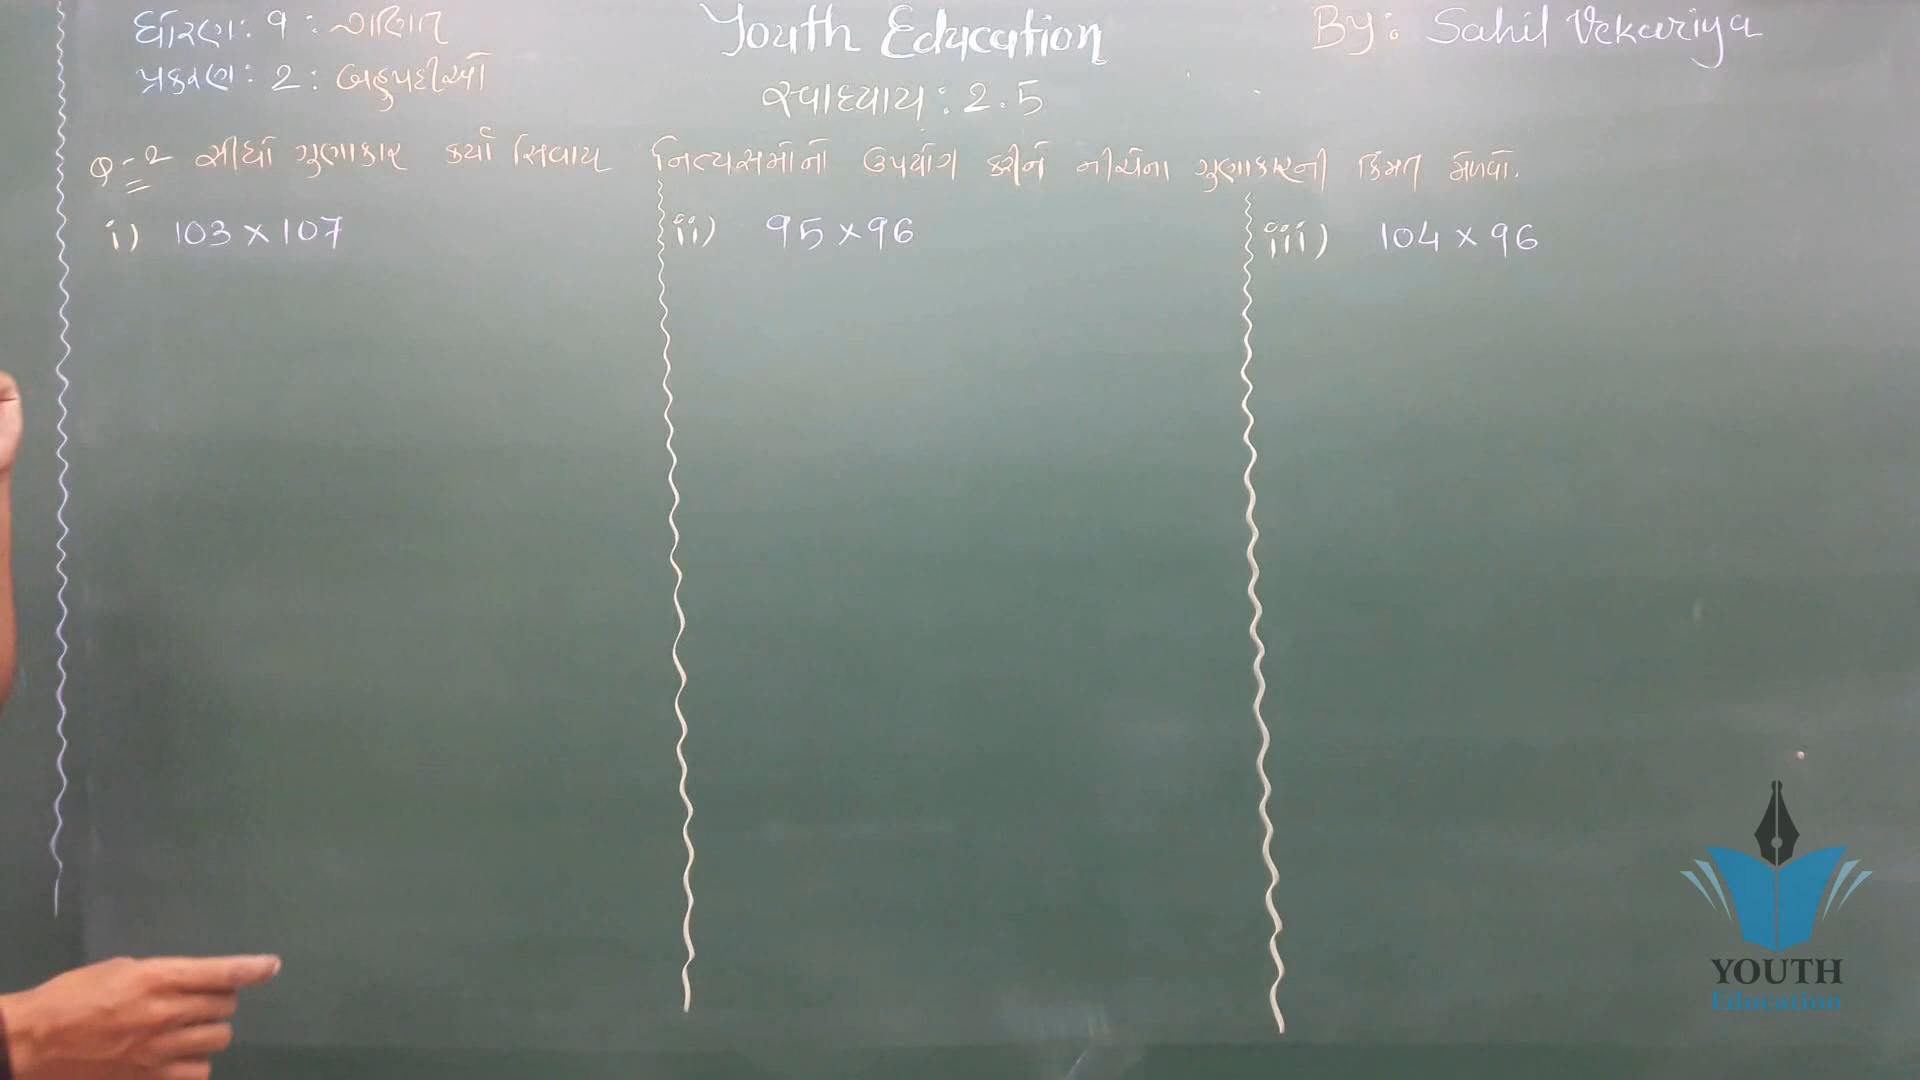 ધોરણ: 9 : ગણિત
પ્રકરણ: 2 : બહુપદીઓ
Youth Education
By: Sahil Vekariya
સ્વાધ્યાય: 2.5
Q-2 સીધો ગુણાકાર કર્યા સિવાય નિત્યસમોનો ઉપયોગ કરીને નીચેના ગુણાકારની કિંમત મેળવો.
i) 103 × 107
ii) 95 × 96
iii) 104 × 96
YOUTH
Education